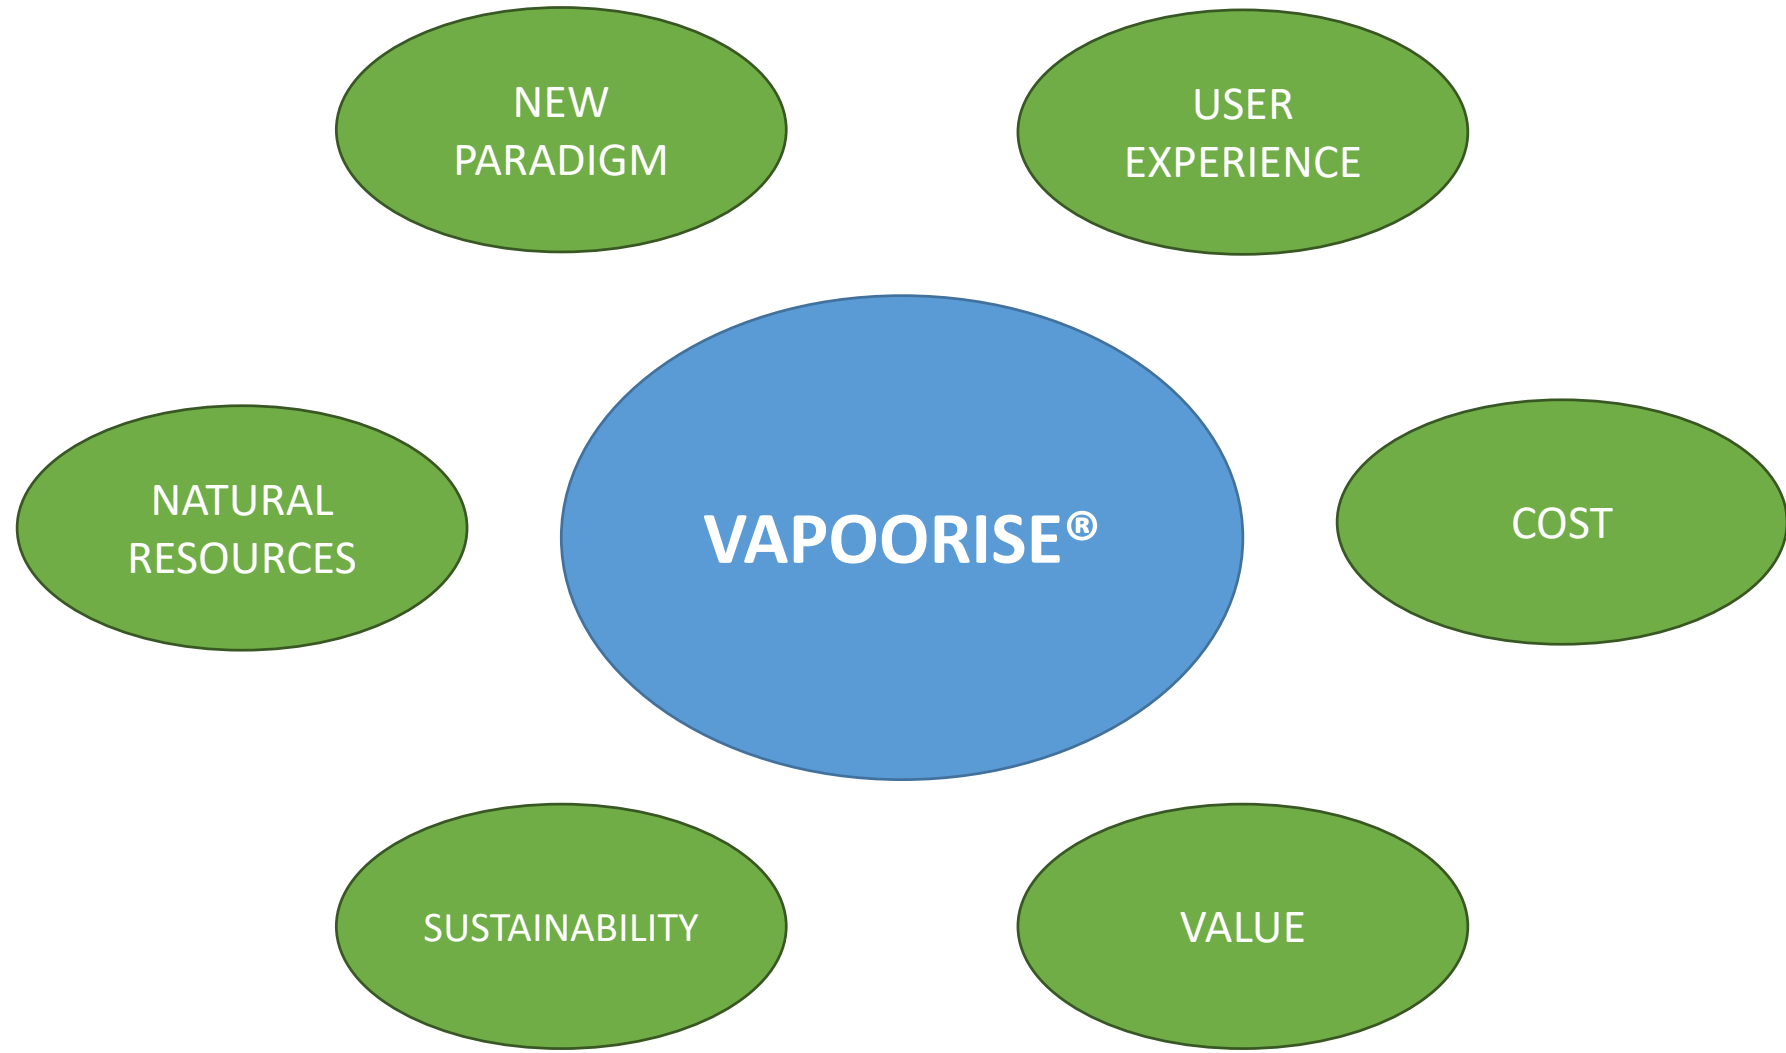 NEW
PARADIGM
USER
EXPERIENCE
NATURAL
RESOURCES
VAPOORISE®
COST
SUSTAINABILITY
VALUE